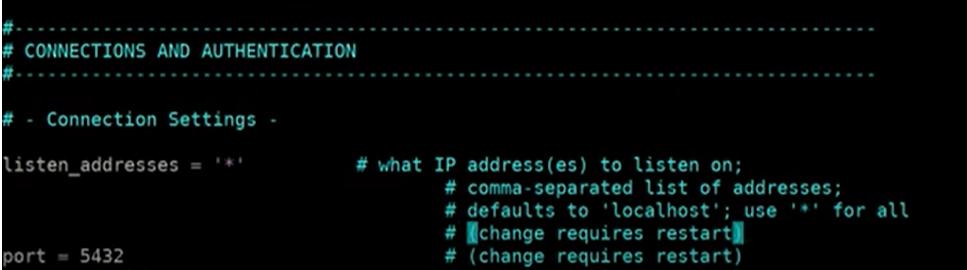 #------------------------------------------------------------------------------
# CONNECTIONS AND AUTHENTICATION
#------------------------------------------------------------------------------
# - Connection Settings -
listen_addresses = '*' # what IP address(es) to listen on;
# comma-separated list of addresses;
# defaults to 'localhost'; use '*' for all
# (change requires restart)
port = 5432 # (change requires restart)